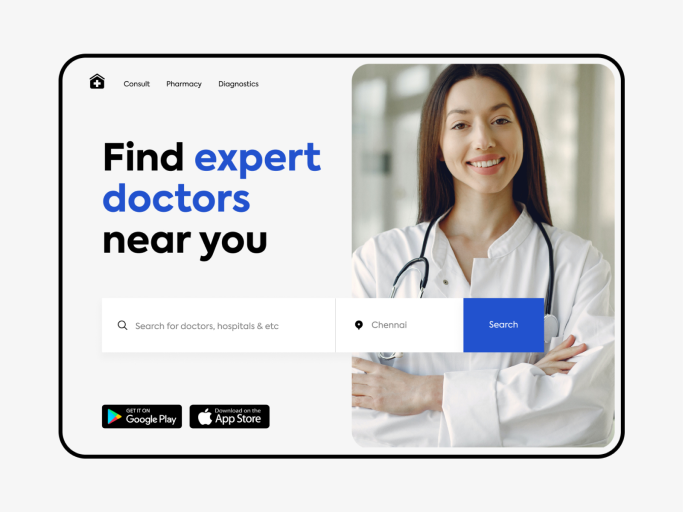 Consult Pharmacy Diagnostics
Find expert
doctors
near you
Search for doctors, hospitals & etc
Chennai
Search
GET IT ON
Google Play
Download on the
App Store